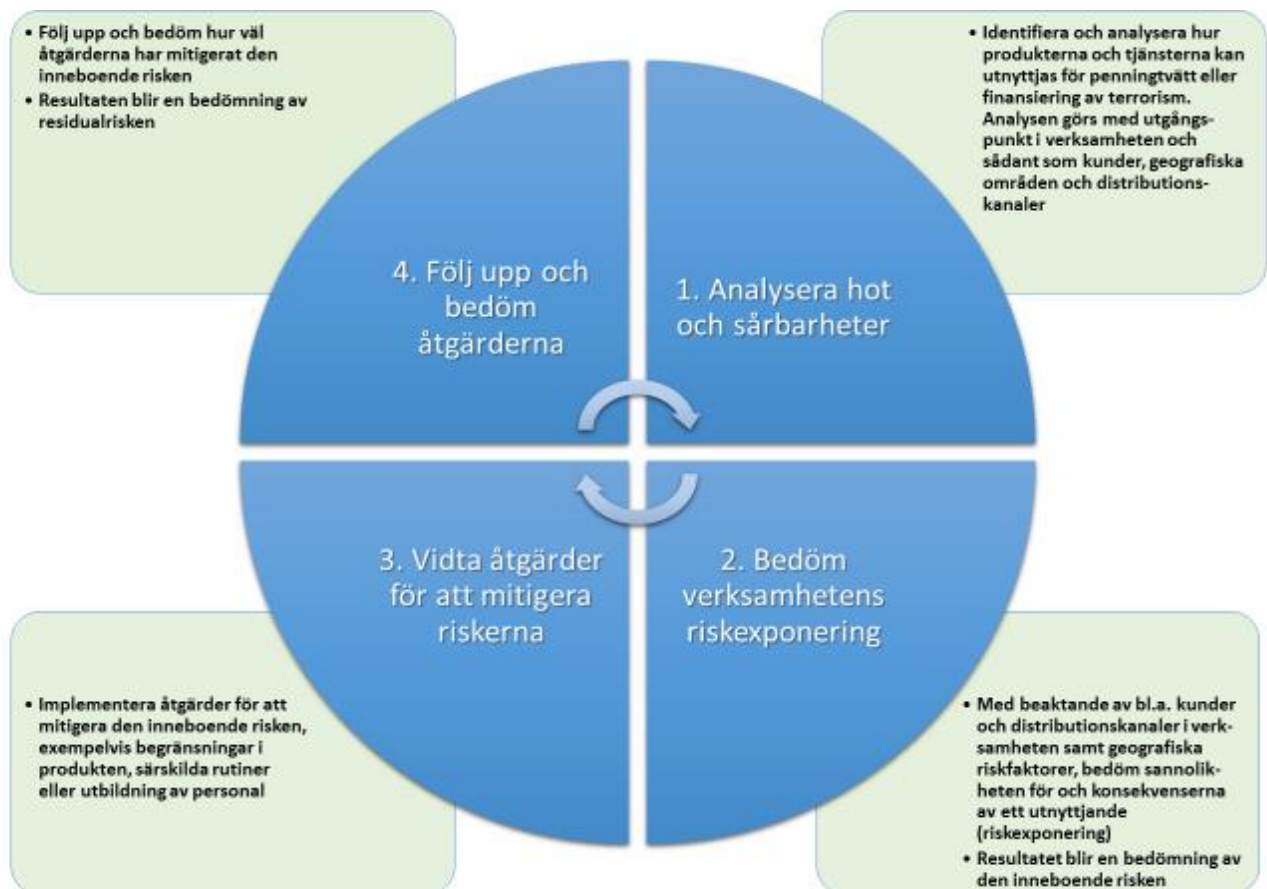 • Följ upp och bedöm hur väl
åtgärderna har mitigerat den
inneboende risken
• Resultaten blir en bedömning av
residualrisken
• Identifiera och analysera hur
produkterna och tjänsterna kan
utnyttjas för penningtvätt eller
finansiering av terrorism.
Analysen görs med utgångs-
punkt i verksamheten och
sådant som kunder, geografiska
områden och distributions-
kanaler
4. Följ upp och
bedöm
åtgärderna
1. Analysera hot
och sårbarheter
3. Vidta åtgärder
för att mitigera
riskerna
2. Bedöm
verksamhetens
riskexponering
• Implementera åtgärder för att
mitigera den inneboende risken,
exempelvis begränsningar i
produkten, särskilda rutiner
eller utbildning av personal
• Med beaktande av bl.a. kunder
och distributionskanaler i verk-
samheten samt geografiska
riskfaktorer, bedöm sannolik-
heten för och konsekvenserna
av ett utnyttjande
(riskexponering)
• Resultatet blir en bedömning av
den inneboende risken